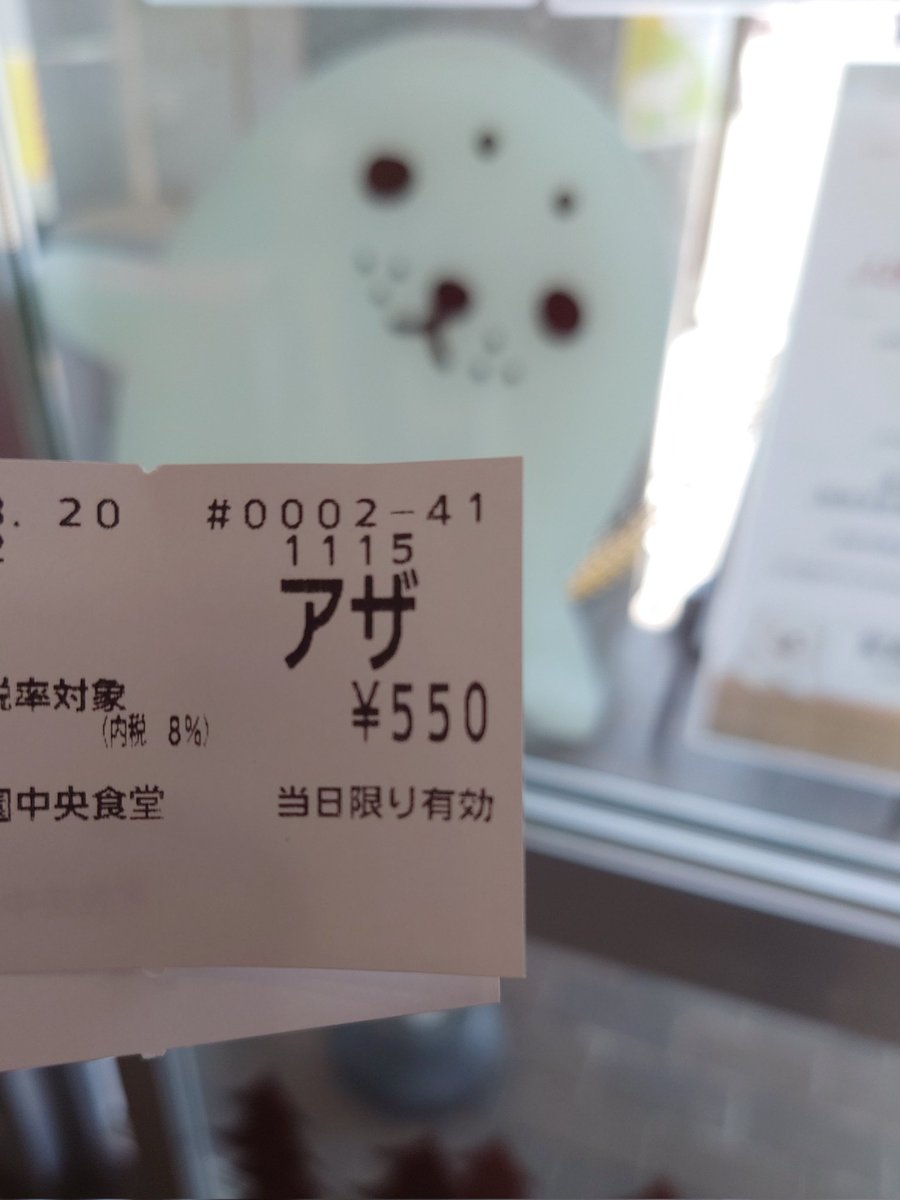 . 20 #0002-41
1115
アザ
税率対象 ¥550
(内税 8%)
園中央食堂 当日限り有効